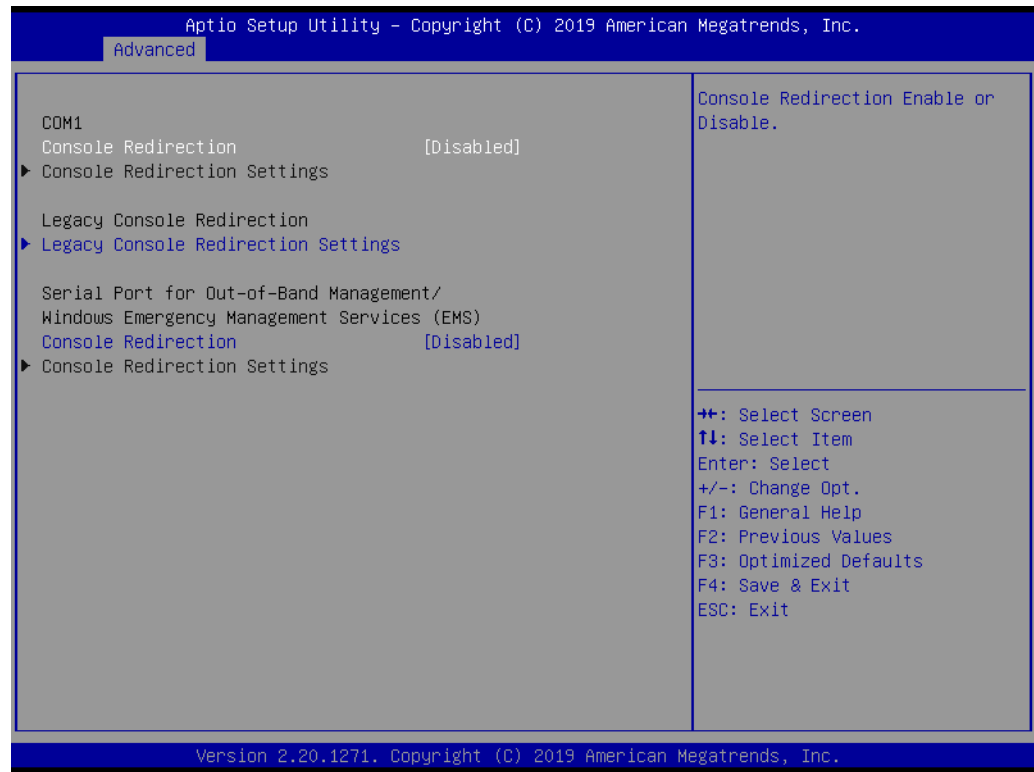 Aptio Setup Utility – Copyright (C) 2019 American Megatrends, Inc.
Advanced
COM1
Console Redirection [Disabled]
▶ Console Redirection Settings
Legacy Console Redirection
▶ Legacy Console Redirection Settings
Serial Port for Out-of-Band Management/
Windows Emergency Management Services (EMS)
Console Redirection [Disabled]
▶ Console Redirection Settings
Console Redirection Enable or
Disable.
→←: Select Screen
↑↓: Select Item
Enter: Select
+/-: Change Opt.
F1: General Help
F2: Previous Values
F3: Optimized Defaults
F4: Save & Exit
ESC: Exit
Version 2.20.1271. Copyright (C) 2019 American Megatrends, Inc.